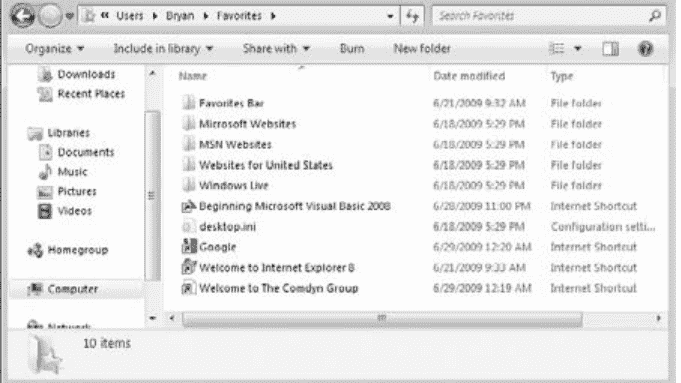 « Users ▸ Bryan ▸ Favorites ▸
Search Favorites
Organize Include in library Share with Burn New folder
Downloads
Recent Places
Libraries
Documents
Music
Pictures
Videos
Homegroup
Computer
Network
Name Date modified Type
Favorites Bar 6/21/2009 9:32 AM File folder
Microsoft Websites 6/18/2009 5:29 PM File folder
MSN Websites 6/18/2009 5:29 PM File folder
Websites for United States 6/18/2009 5:29 PM File folder
Windows Live 6/18/2009 5:29 PM File folder
Beginning Microsoft Visual Basic 2008 6/28/2009 11:00 PM Internet Shortcut
desktop.ini 6/18/2009 5:29 PM Configuration setti...
Google 6/29/2009 12:20 AM Internet Shortcut
Welcome to Internet Explorer 8 6/21/2009 9:33 AM Internet Shortcut
Welcome to The Comdyn Group 6/29/2009 12:19 AM Internet Shortcut
10 items